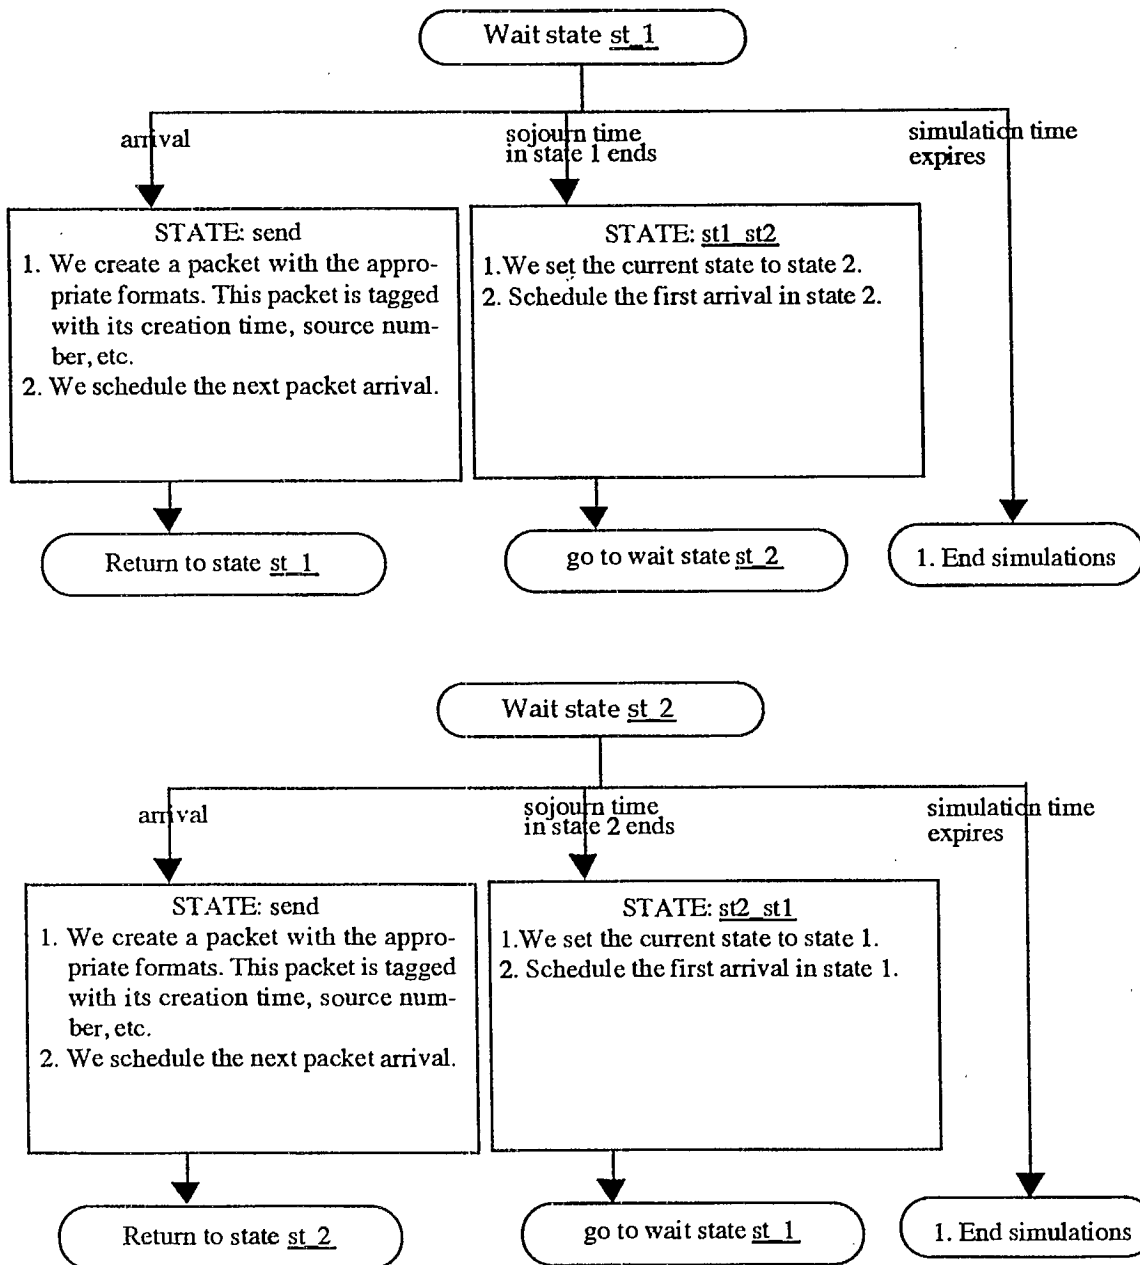 Wait state st_1
arrival
sojourn time
in state 1 ends
simulation time
expires
STATE: send
1. We create a packet with the appro-
priate formats. This packet is tagged
with its creation time, source num-
ber, etc.
2. We schedule the next packet arrival.
STATE: st1_st2
1.We set the current state to state 2.
2. Schedule the first arrival in state 2.
Return to state st_1
go to wait state st_2
1. End simulations
Wait state st_2
arrival
sojourn time
in state 2 ends
simulation time
expires
STATE: send
1. We create a packet with the appro-
priate formats. This packet is tagged
with its creation time, source num-
ber, etc.
2. We schedule the next packet arrival.
STATE: st2_st1
1.We set the current state to state 1.
2. Schedule the first arrival in state 1.
Return to state st_2
go to wait state st_1
1. End simulations